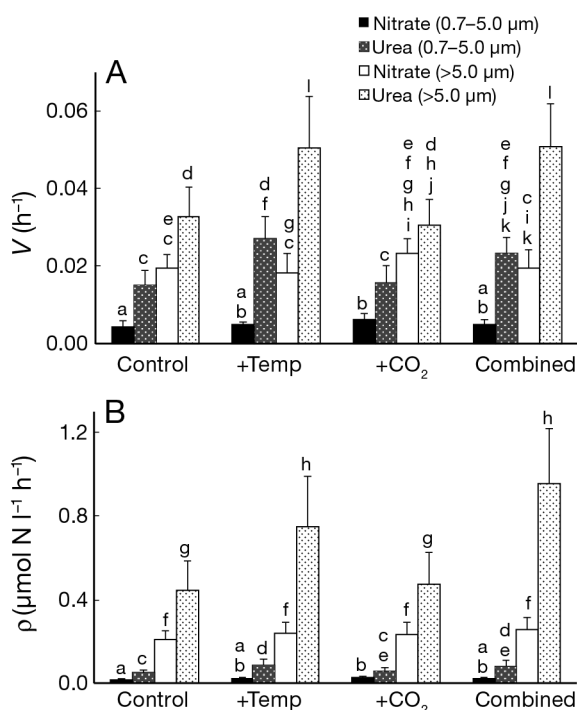 Nitrate (0.7–5.0 µm)
Urea (0.7–5.0 µm)
Nitrate (>5.0 µm)
Urea (>5.0 µm)
A
V (h⁻¹)
0.06
0.04
0.02
0.00
a
c
e
c
d
a
b
d
f
g
c
l
b
c
e
f
g
h
i
d
h
j
a
b
e
f
g
j
k
c
i
k
l
Control
+Temp
+CO₂
Combined
B
ρ (µmol N l⁻¹ h⁻¹)
1.2
0.8
0.4
0.0
a
c
f
g
a
b
d
f
h
b
c
e
f
g
a
b
d
e
f
h
Control
+Temp
+CO₂
Combined